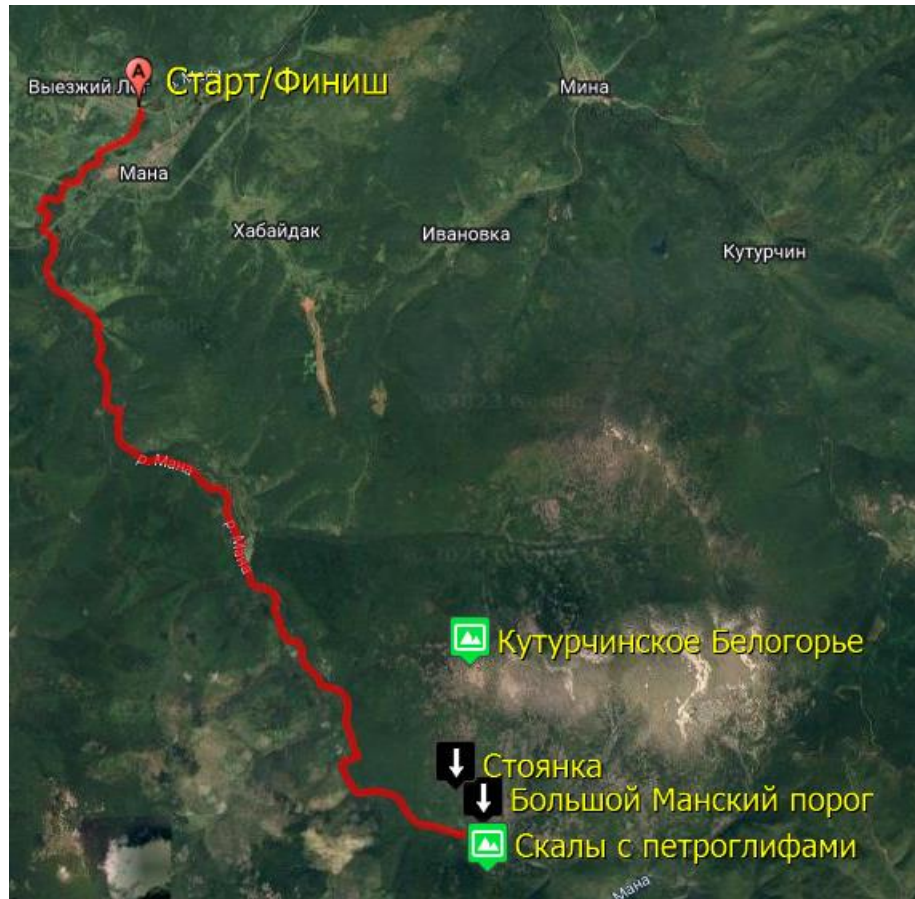 Старт/Финиш
Выезжий Лог
Мина
Мана
Хабайдак
Ивановка
Кутурчин
р. Мана
р. Мана
Кутурчинское Белогорье
Стоянка
Большой Манский порог
Скалы с петроглифами
Мана